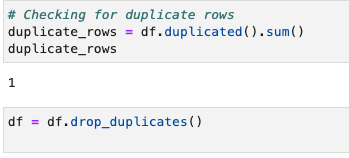 # Checking for duplicate rows
duplicate_rows = df.duplicated().sum()
duplicate_rows
1
df = df.drop_duplicates()